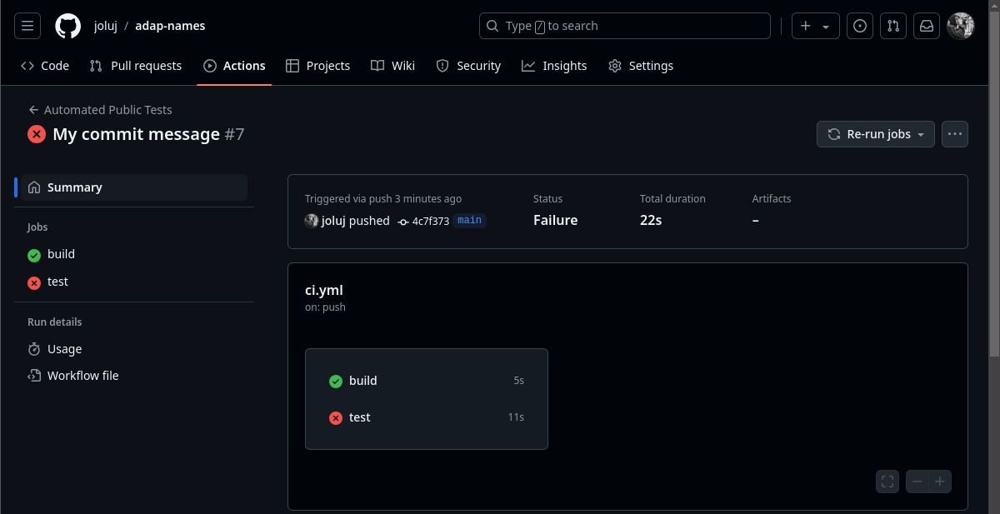 joluj / adap-names
Type / to search
Code Pull requests Actions Projects Wiki Security Insights Settings
Automated Public Tests
My commit message #7
Re-run jobs
Summary
Jobs
build
test
Run details
Usage
Workflow file
Triggered via push 3 minutes ago
joluj pushed 4c7f373 main
Status
Failure
Total duration
22s
Artifacts
–
ci.yml
on: push
build 5s
test 11s